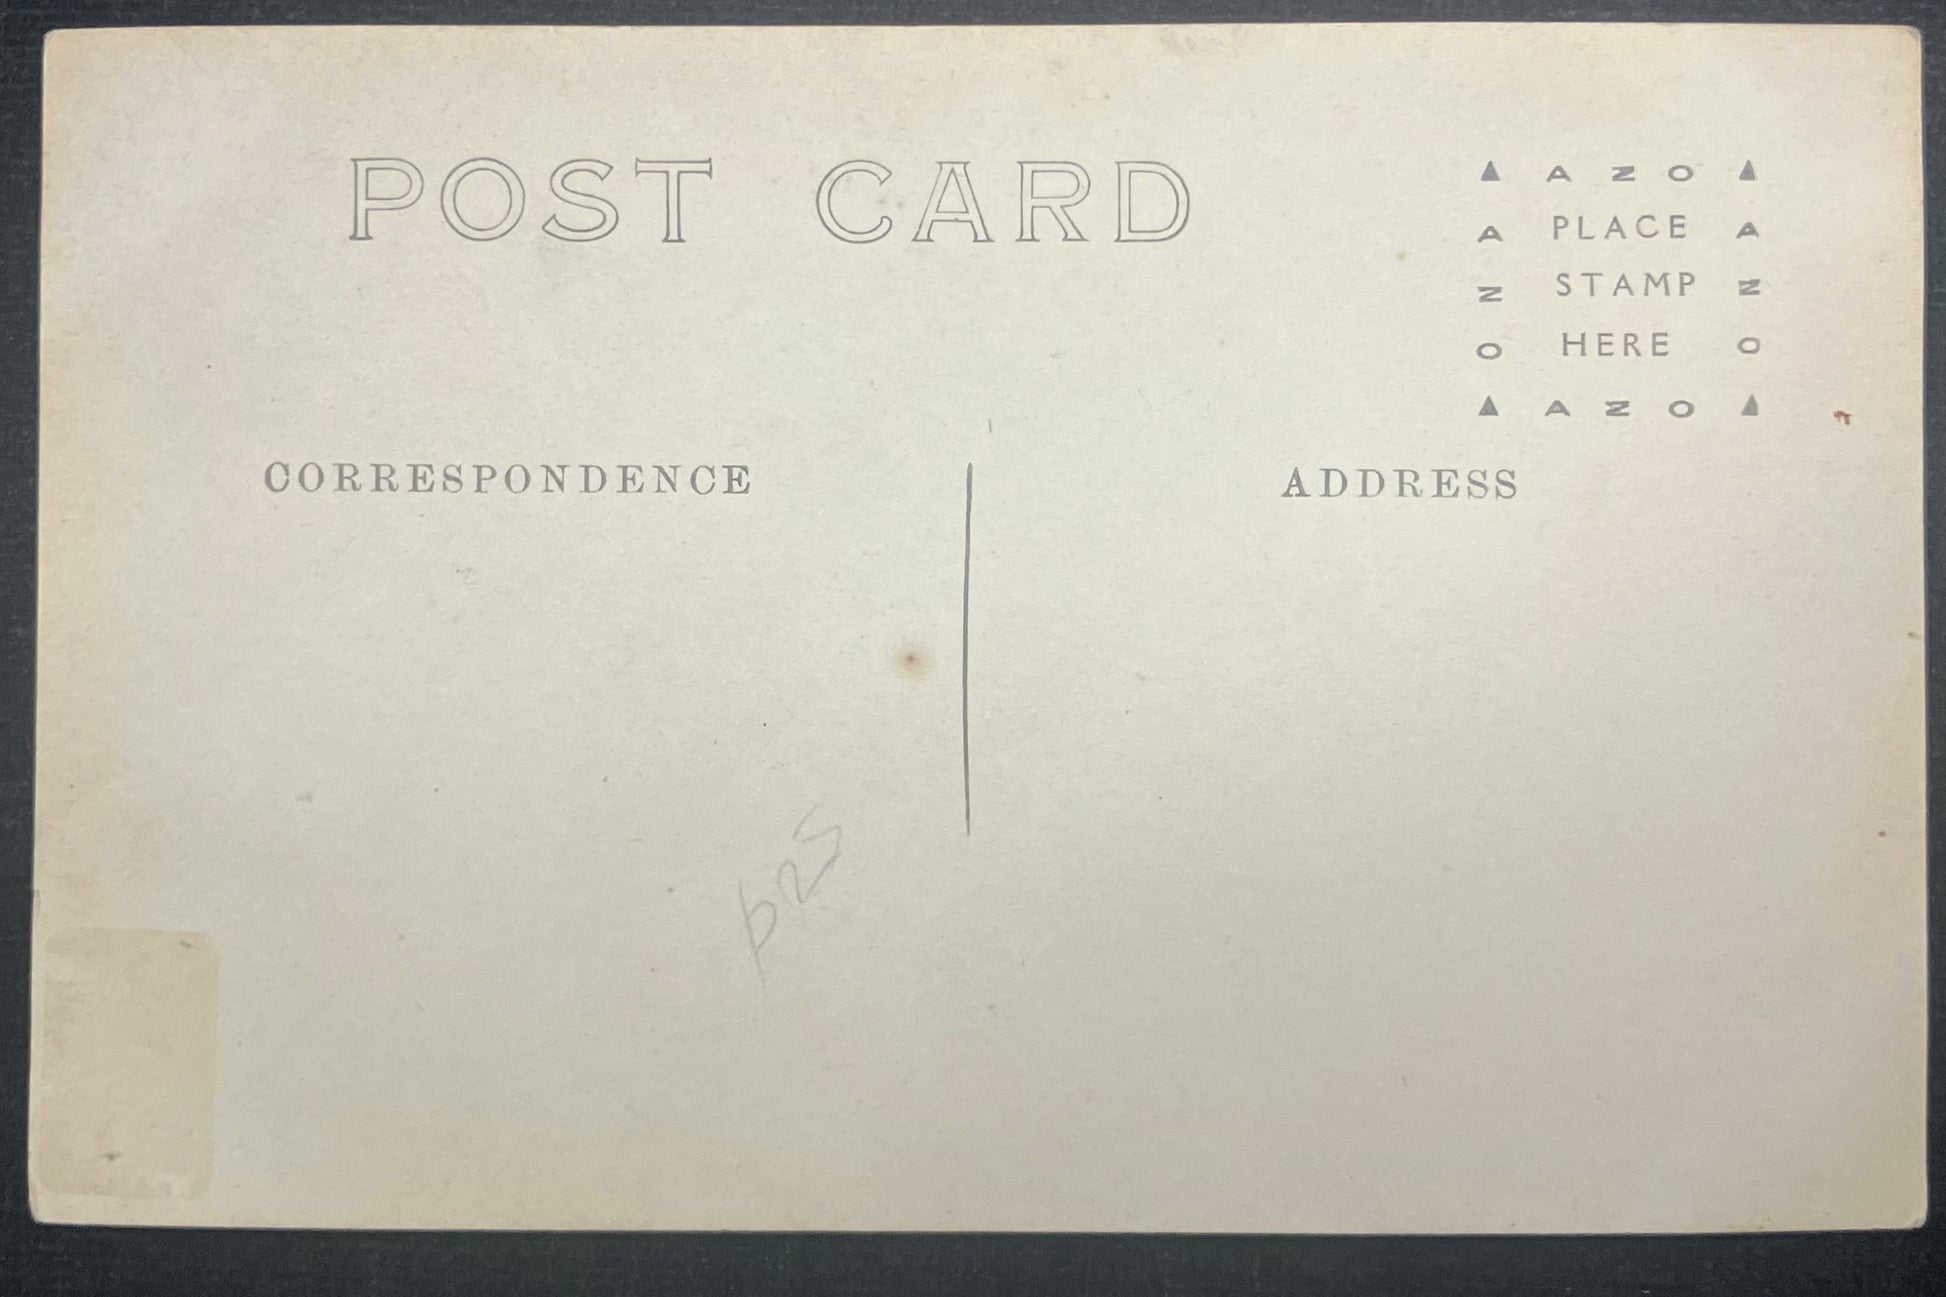 POST CARD
▲ AZO ▲
A PLACE A
Z STAMP Z
O HERE O
▲ AZO ▲
CORRESPONDENCE
ADDRESS